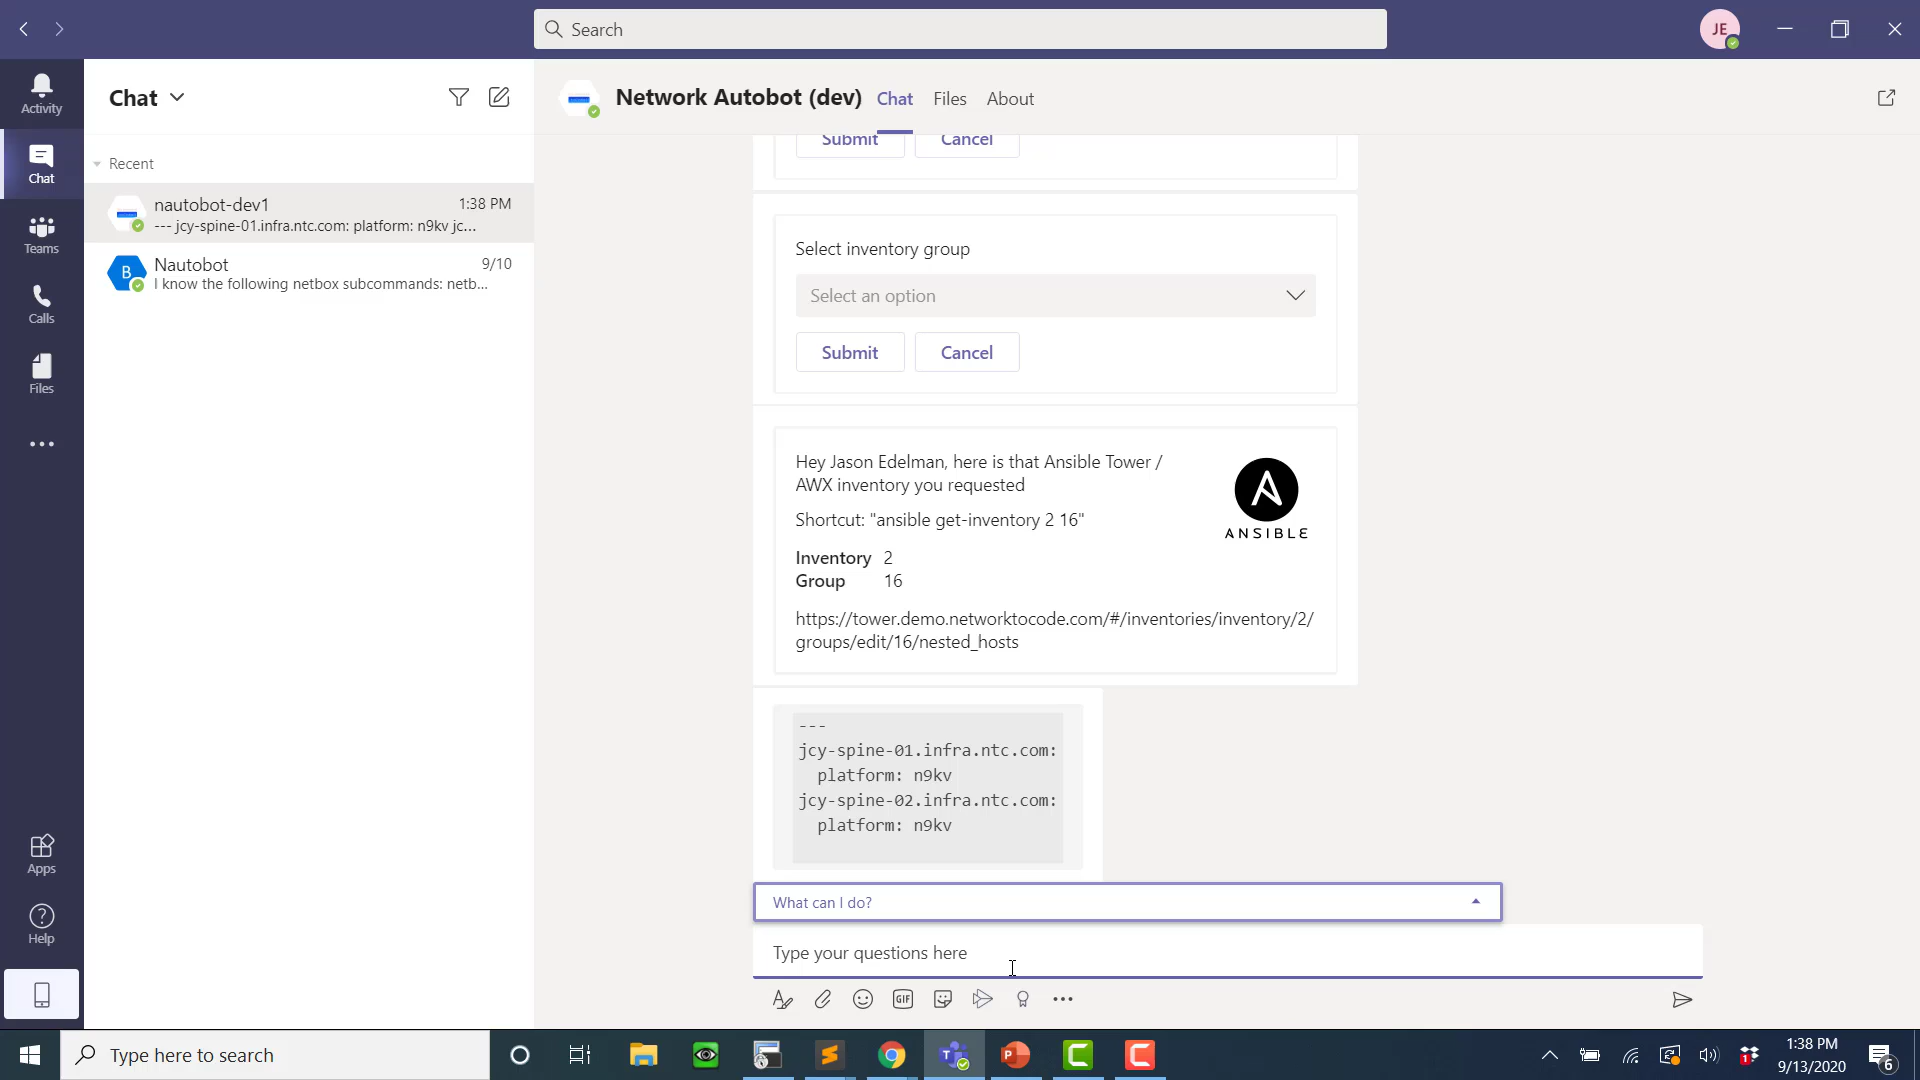 Search
JE
Activity
Chat
Teams
Calls
Files
Apps
Help
Chat
Recent
nautobot-dev1 1:38 PM
--- jcy-spine-01.infra.ntc.com: platform: n9kv jc...
B
Nautobot 9/10
I know the following netbox subcommands: netb...
Network Autobot (dev) Chat Files About
Submit Cancel
Select inventory group
Select an option
Submit Cancel
Hey Jason Edelman, here is that Ansible Tower /
AWX inventory you requested
Shortcut: "ansible get-inventory 2 16"
Inventory 2
Group 16
https://tower.demo.networktocode.com/#/inventories/inventory/2/
groups/edit/16/nested_hosts
A
ANSIBLE
---
jcy-spine-01.infra.ntc.com:
platform: n9kv
jcy-spine-02.infra.ntc.com:
platform: n9kv
What can I do?
Type your questions here
GIF
Type here to search
T
P
C
C
1
1:38 PM
9/13/2020
6